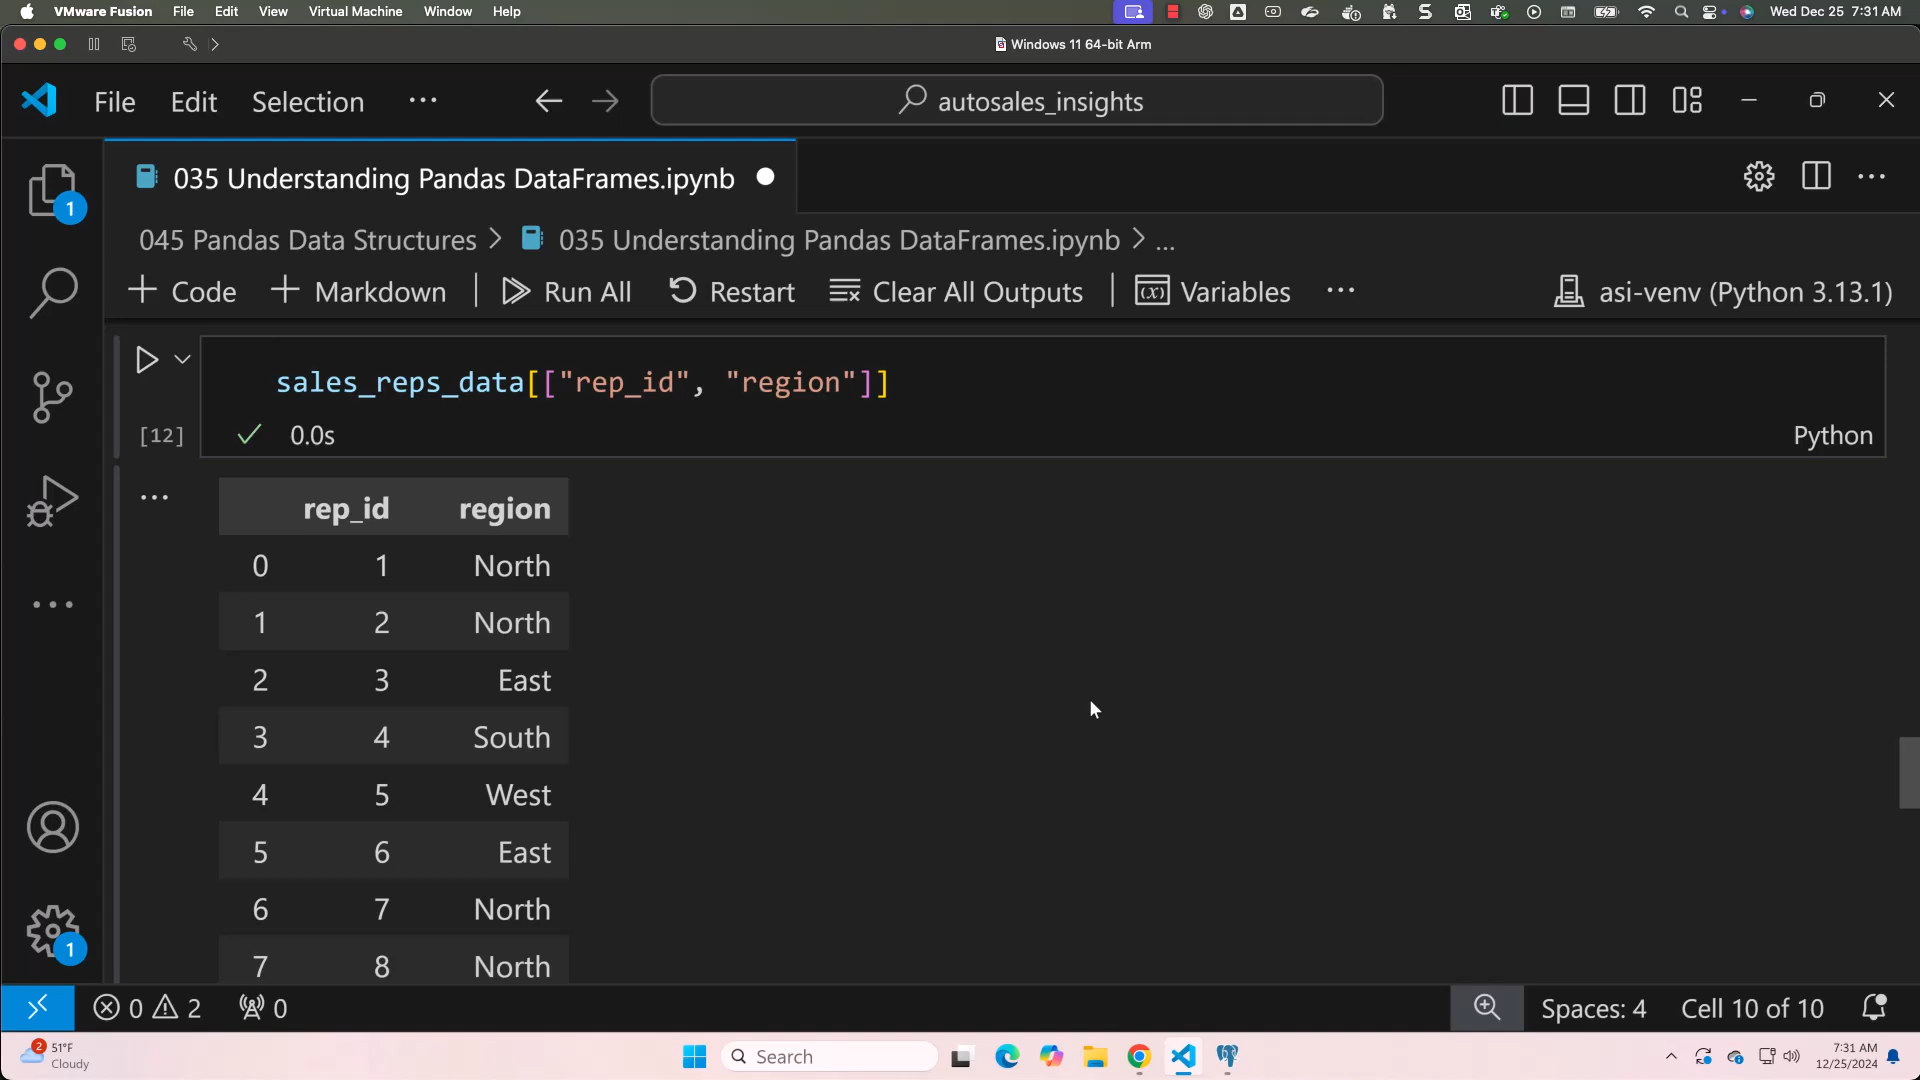 VMware Fusion File Edit View Virtual Machine Window Help Wed Dec 25 7:31 AM
Windows 11 64-bit Arm
File Edit Selection ··· autosales_insights
035 Understanding Pandas DataFrames.ipynb
045 Pandas Data Structures > 035 Understanding Pandas DataFrames.ipynb > ...
+ Code + Markdown Run All Restart Clear All Outputs Variables ··· asi-venv (Python 3.13.1)
sales_reps_data[["rep_id", "region"]]
[12] 0.0s Python
rep_id region
0 1 North
1 2 North
2 3 East
3 4 South
4 5 West
5 6 East
6 7 North
7 8 North
1
1
0 2 0 Spaces: 4 Cell 10 of 10
2 51°F
Cloudy
Search
7:31 AM
12/25/2024